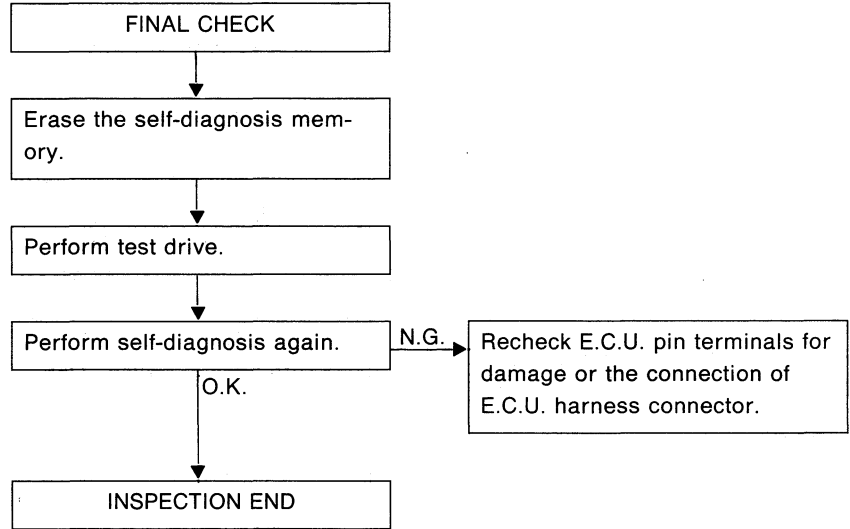 FINAL CHECK
Erase the self-diagnosis mem-
ory.
Perform test drive.
Perform self-diagnosis again.
N.G.
Recheck E.C.U. pin terminals for
damage or the connection of
E.C.U. harness connector.
O.K.
INSPECTION END